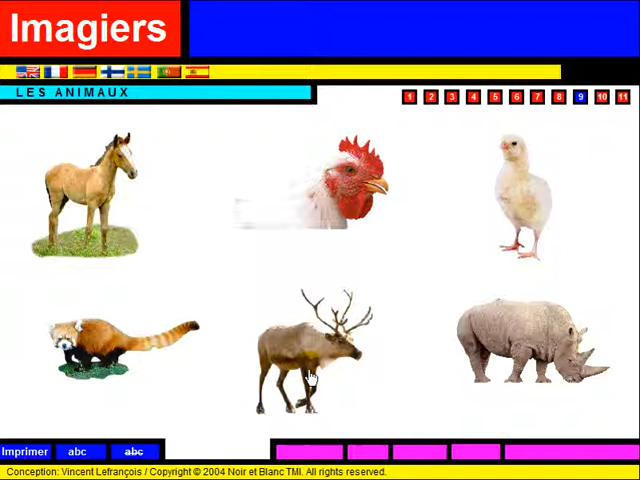 Imagiers
LES ANIMAUX
1 2 3 4 5 6 7 8 9 10 11
Imprimer abc abc
Conception: Vincent Lefrançois / Copyright © 2004 Noir et Blanc TMI. All rights reserved.